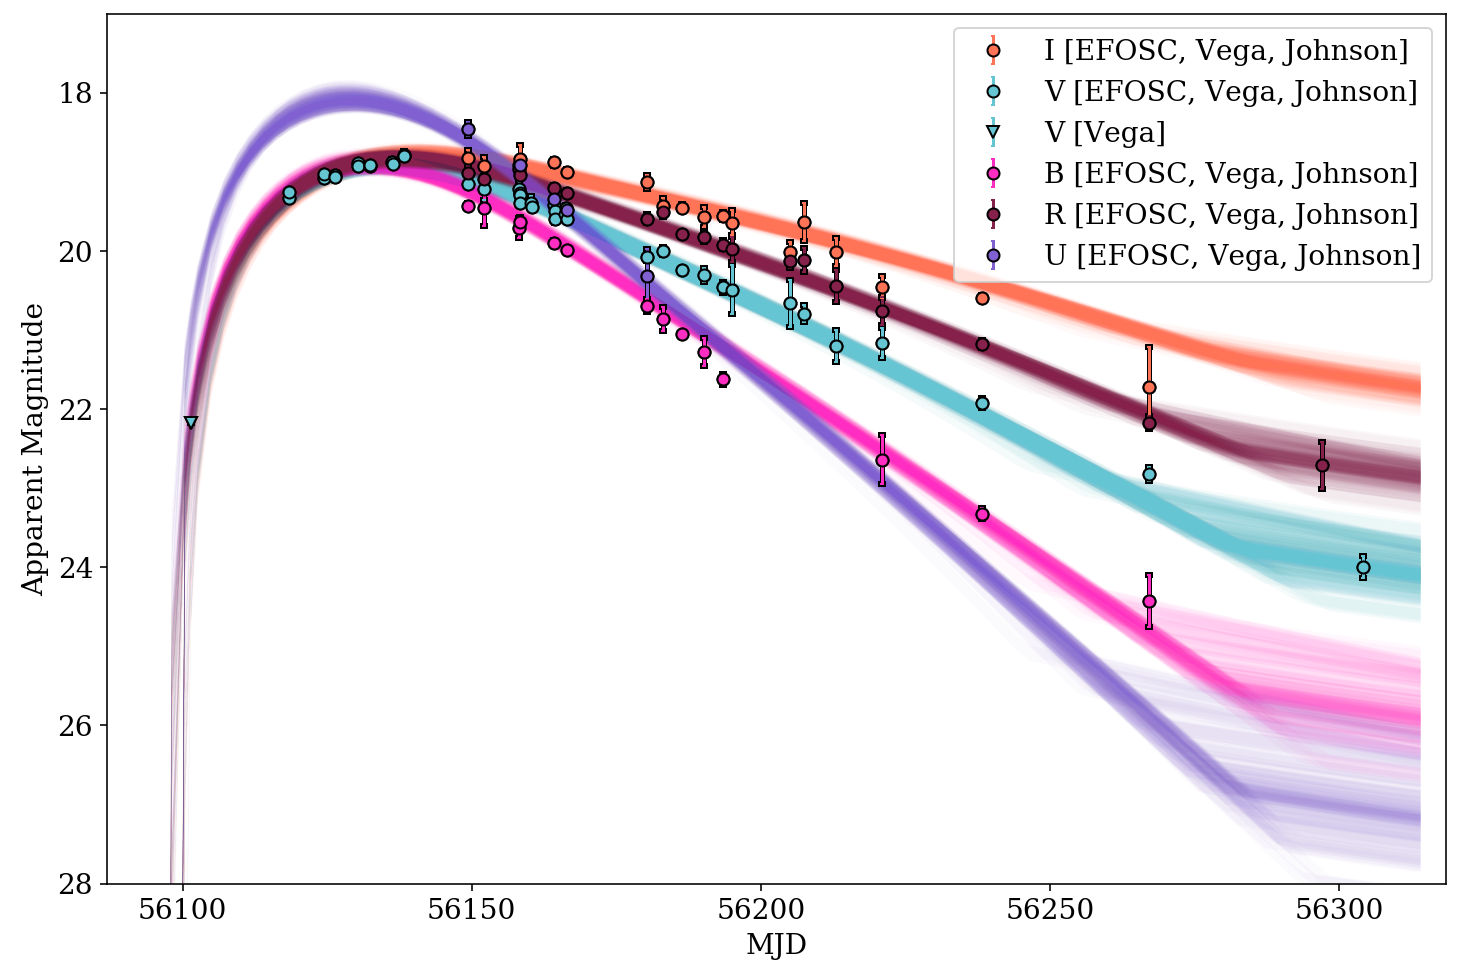 I [EFOSC, Vega, Johnson]
V [EFOSC, Vega, Johnson]
V [Vega]
B [EFOSC, Vega, Johnson]
R [EFOSC, Vega, Johnson]
U [EFOSC, Vega, Johnson]
Apparent Magnitude
18
20
22
24
26
28
56100 56150 56200 56250 56300
MJD